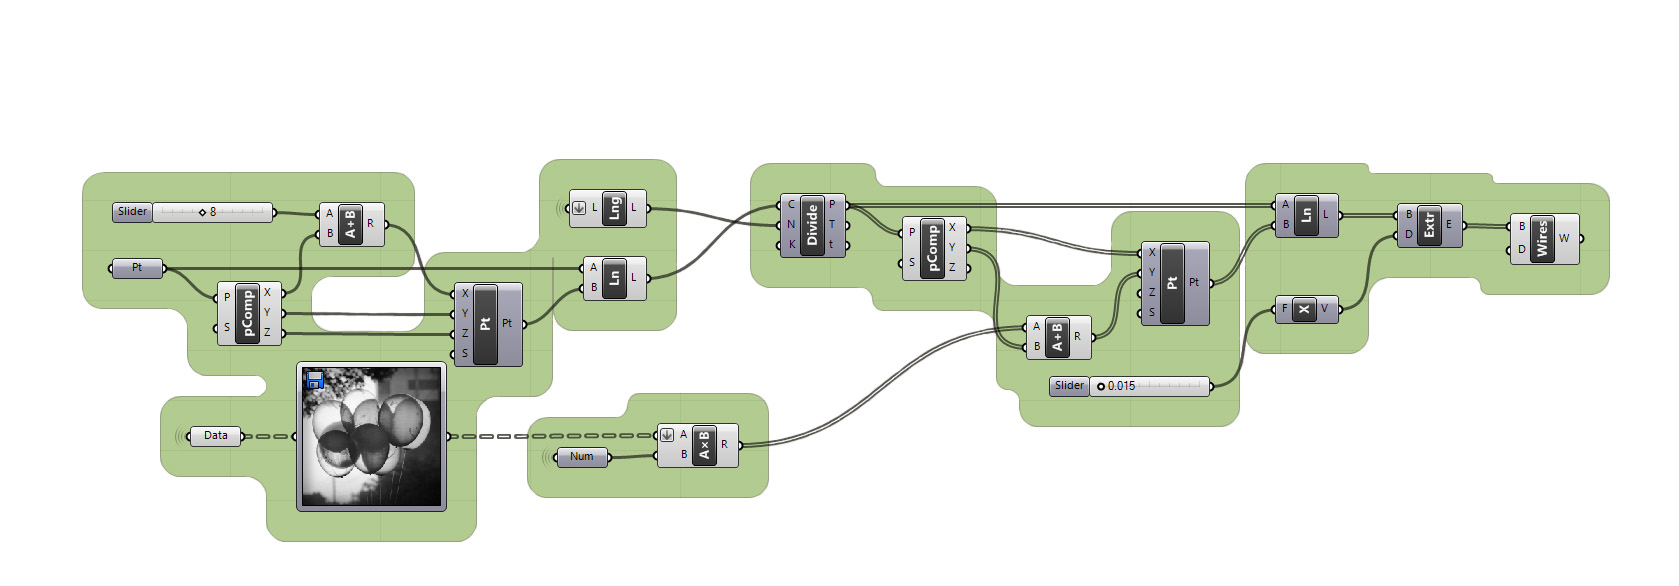 Slider 8
A
B
A+B
R
Pt
P
S
pComp
X
Y
Z
X
Y
Z
S
Pt
Pt
L
Lng
L
A
B
Ln
L
Data
Num
A
B
A×B
R
C
N
K
Divide
P
T
t
P
S
pComp
X
Y
Z
A
B
A+B
R
X
Y
Z
S
Pt
Pt
Slider 0.015
A
B
Ln
L
F
X
V
B
D
Extr
E
B
D
Wires
W